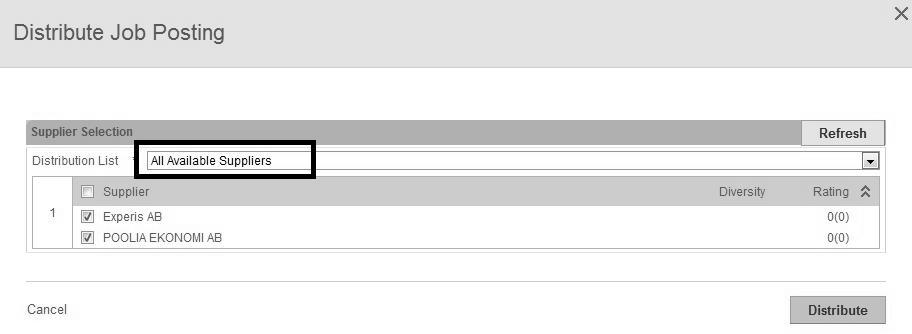 Distribute Job Posting
Supplier Selection
Refresh
Distribution List * All Available Suppliers
Supplier Diversity Rating
1
Experis AB 0(0)
POOLIA EKONOMI AB 0(0)
Cancel
Distribute